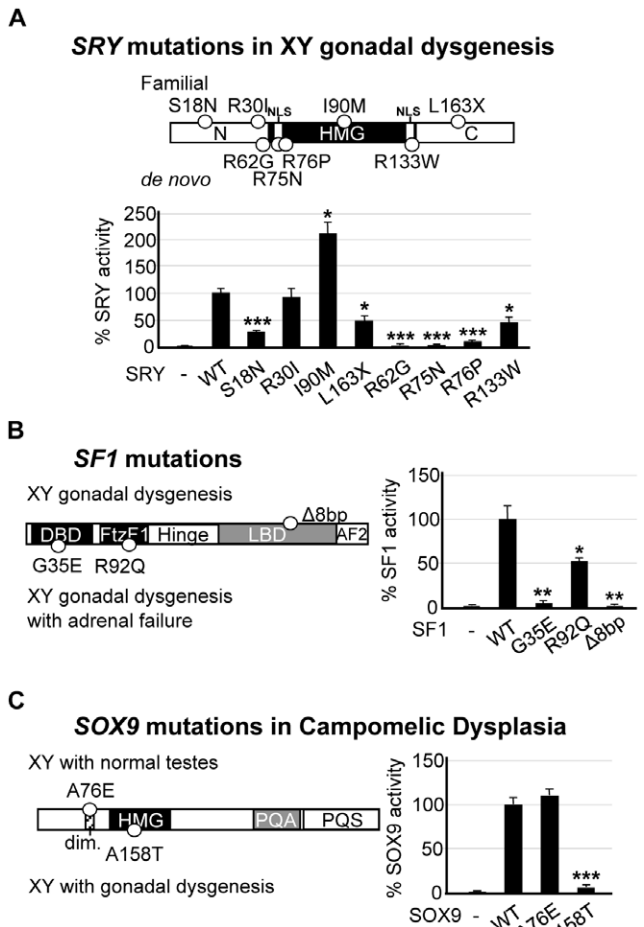 A
SRY mutations in XY gonadal dysgenesis
Familial
S18N R30I NLS I90M NLS L163X
N HMG C
R62G R76P R133W
de novo R75N
% SRY activity
250
200
150
100
50
0
* *** * *** *** *** *
SRY - WT S18N R30I I90M L163X R62G R75N R76P R133W
B
SF1 mutations
XY gonadal dysgenesis
Δ8bp
DBD FtzF1 Hinge LBD AF2
G35E R92Q
XY gonadal dysgenesis
with adrenal failure
% SF1 activity
150
100
50
0
** * **
SF1 - WT G35E R92Q Δ8bp
C
SOX9 mutations in Campomelic Dysplasia
XY with normal testes
A76E
HMG PQA PQS
dim.
A158T
XY with gonadal dysgenesis
% SOX9 activity
150
100
50
0
***
SOX9 - WT